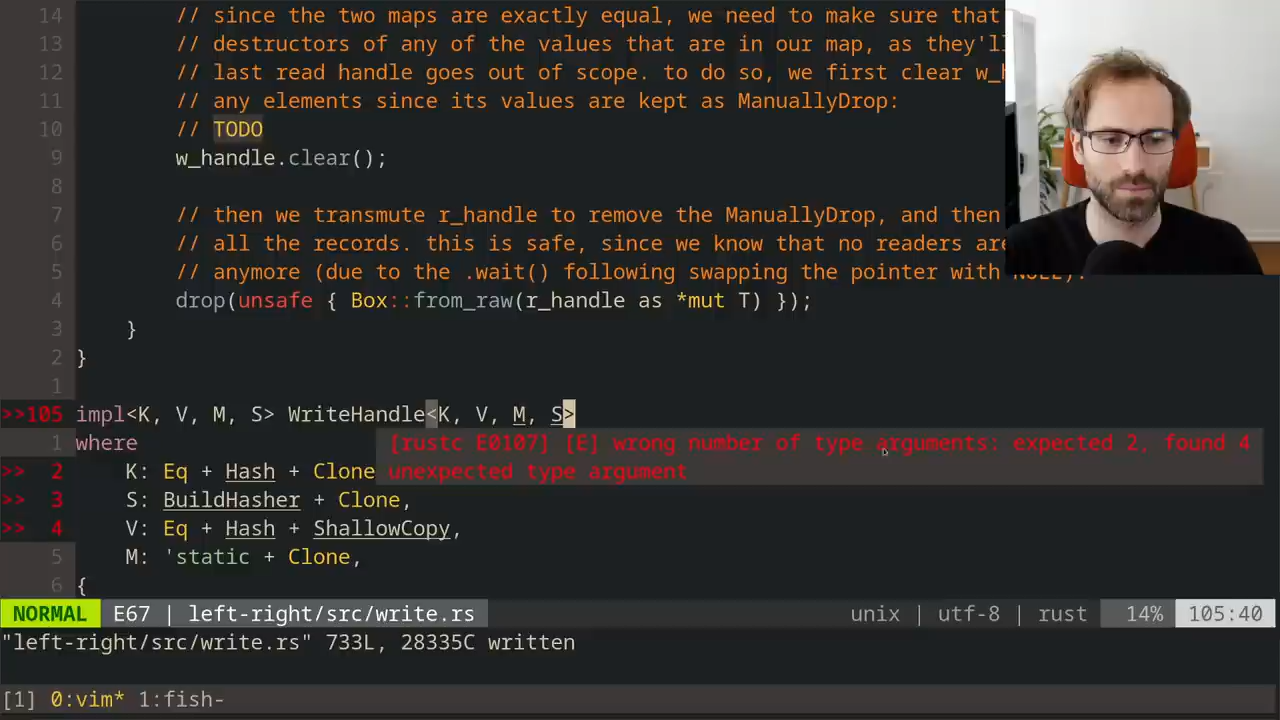 14 // since the two maps are exactly equal, we need to make sure that
13 // destructors of any of the values that are in our map, as they'll
12 // last read handle goes out of scope. to do so, we first clear w_h
11 // any elements since its values are kept as ManuallyDrop:
10 // TODO
9 w_handle.clear();
8
7 // then we transmute r_handle to remove the ManuallyDrop, and then
6 // all the records. this is safe, since we know that no readers are
5 // anymore (due to the .wait() following swapping the pointer with NULL).
4 drop(unsafe { Box::from_raw(r_handle as *mut T) });
3 }
2 }
1
>>105 impl<K, V, M, S> WriteHandle<K, V, M, S>
1 where [rustc E0107] [E] wrong number of type arguments: expected 2, found 4
>> 2 K: Eq + Hash + Clone unexpected type argument
>> 3 S: BuildHasher + Clone,
>> 4 V: Eq + Hash + ShallowCopy,
5 M: 'static + Clone,
6 {
NORMAL E67 | left-right/src/write.rs unix | utf-8 | rust 14% 105:40
"left-right/src/write.rs" 733L, 28335C written
[1] 0:vim* 1:fish-